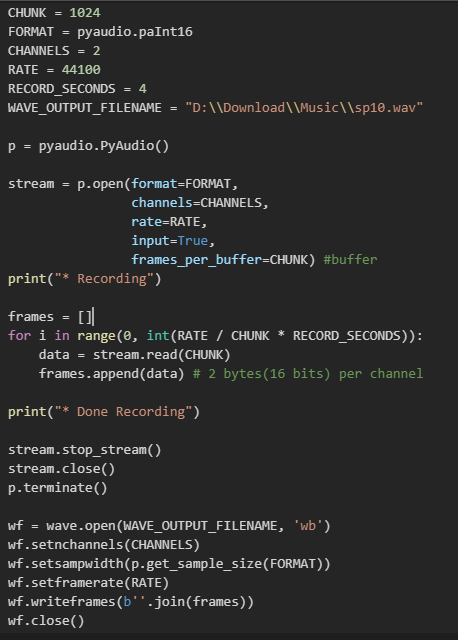 CHUNK = 1024
FORMAT = pyaudio.paInt16
CHANNELS = 2
RATE = 44100
RECORD_SECONDS = 4
WAVE_OUTPUT_FILENAME = "D:\\Download\\Music\\sp10.wav"

p = pyaudio.PyAudio()

stream = p.open(format=FORMAT,
                channels=CHANNELS,
                rate=RATE,
                input=True,
                frames_per_buffer=CHUNK) #buffer
print("* Recording")

frames = []
for i in range(0, int(RATE / CHUNK * RECORD_SECONDS)):
    data = stream.read(CHUNK)
    frames.append(data) # 2 bytes(16 bits) per channel

print("* Done Recording")

stream.stop_stream()
stream.close()
p.terminate()

wf = wave.open(WAVE_OUTPUT_FILENAME, 'wb')
wf.setnchannels(CHANNELS)
wf.setsampwidth(p.get_sample_size(FORMAT))
wf.setframerate(RATE)
wf.writeframes(b''.join(frames))
wf.close()